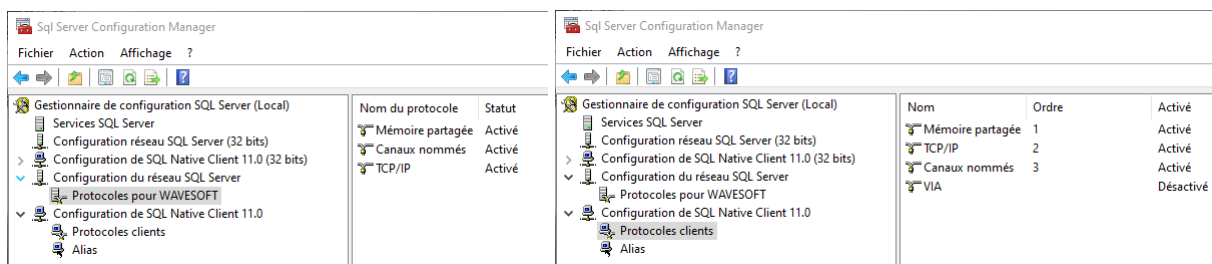 Sql Server Configuration Manager
Fichier Action Affichage ?
Gestionnaire de configuration SQL Server (Local)
Services SQL Server
Configuration réseau SQL Server (32 bits)
Configuration de SQL Native Client 11.0 (32 bits)
Configuration du réseau SQL Server
Protocoles pour WAVESOFT
Configuration de SQL Native Client 11.0
Protocoles clients
Alias
Nom du protocole Statut
Mémoire partagée Activé
Canaux nommés Activé
TCP/IP Activé
Sql Server Configuration Manager
Fichier Action Affichage ?
Gestionnaire de configuration SQL Server (Local)
Services SQL Server
Configuration réseau SQL Server (32 bits)
Configuration de SQL Native Client 11.0 (32 bits)
Configuration du réseau SQL Server
Protocoles pour WAVESOFT
Configuration de SQL Native Client 11.0
Protocoles clients
Alias
Nom Ordre Activé
Mémoire partagée 1 Activé
TCP/IP 2 Activé
Canaux nommés 3 Activé
VIA Désactivé